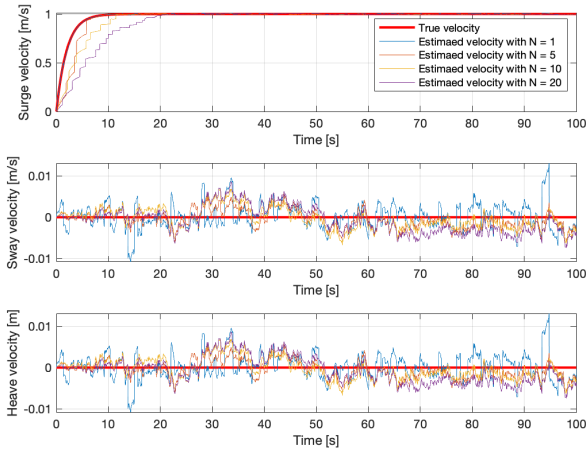 Surge velocity [m/s]
1
0.5
0
0 10 20 30 40 50 60 70 80 90 100
Time [s]
True velocity
Estimaed velocity with N = 1
Estimaed velocity with N = 5
Estimaed velocity with N = 10
Estimaed velocity with N = 20
Sway velocity [m/s]
0.01
0
-0.01
0 10 20 30 40 50 60 70 80 90 100
Time [s]
Heave velocity [m]
0.01
0
-0.01
0 10 20 30 40 50 60 70 80 90 100
Time [s]